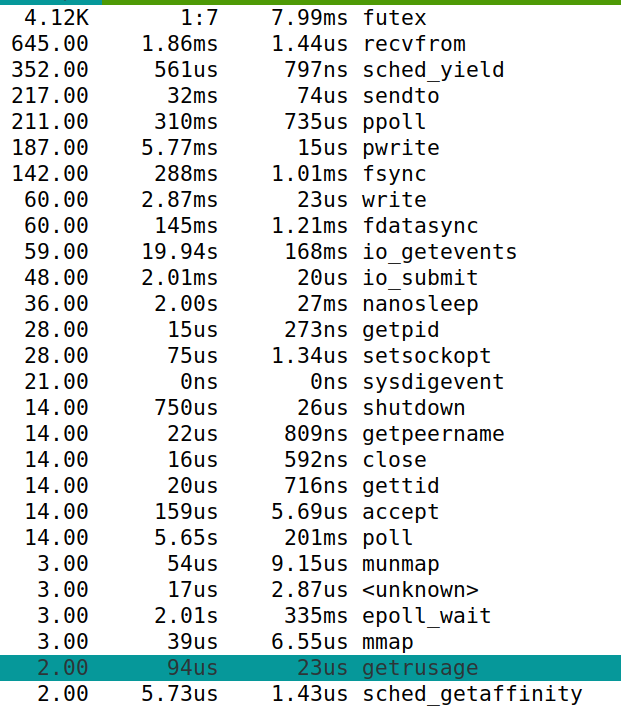 4.12K 1:7 7.99ms futex
645.00 1.86ms 1.44us recvfrom
352.00 561us 797ns sched_yield
217.00 32ms 74us sendto
211.00 310ms 735us ppoll
187.00 5.77ms 15us pwrite
142.00 288ms 1.01ms fsync
60.00 2.87ms 23us write
60.00 145ms 1.21ms fdatasync
59.00 19.94s 168ms io_getevents
48.00 2.01ms 20us io_submit
36.00 2.00s 27ms nanosleep
28.00 15us 273ns getpid
28.00 75us 1.34us setsockopt
21.00 0ns 0ns sysdigevent
14.00 750us 26us shutdown
14.00 22us 809ns getpeername
14.00 16us 592ns close
14.00 20us 716ns gettid
14.00 159us 5.69us accept
14.00 5.65s 201ms poll
3.00 54us 9.15us munmap
3.00 17us 2.87us <unknown>
3.00 2.01s 335ms epoll_wait
3.00 39us 6.55us mmap
2.00 94us 23us getrusage
2.00 5.73us 1.43us sched_getaffinity